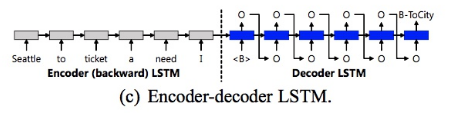 O O O O O B-ToCity
Seattle to ticket a need I <B> O O O O O
Encoder (backward) LSTM Decoder LSTM
(c) Encoder-decoder LSTM.